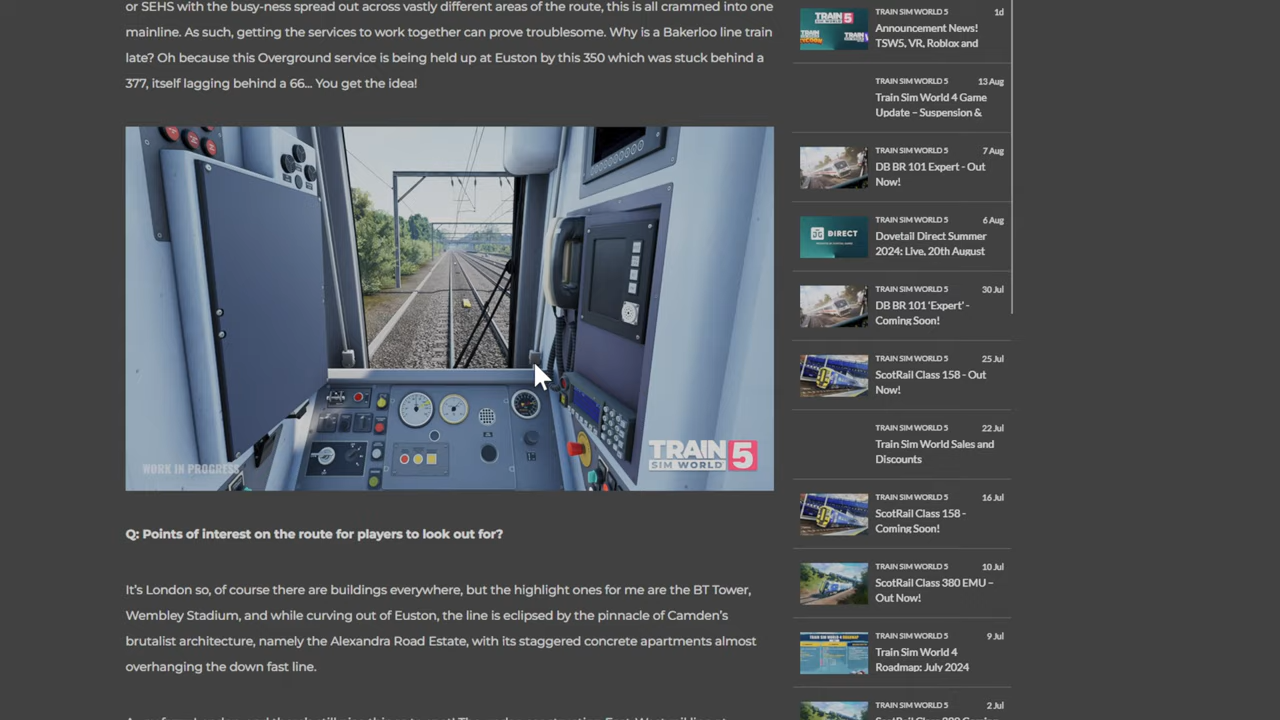 or SEHS with the busy-ness spread out across vastly different areas of the route, this is all crammed into one
mainline. As such, getting the services to work together can prove troublesome. Why is a Bakerloo line train
late? Oh because this Overground service is being held up at Euston by this 350 which was stuck behind a
377, itself lagging behind a 66... You get the idea!
WORK IN PROGRESS
TRAIN
SIM WORLD 5
Q: Points of interest on the route for players to look out for?
It's London so, of course there are buildings everywhere, but the highlight ones for me are the BT Tower,
Wembley Stadium, and while curving out of Euston, the line is eclipsed by the pinnacle of Camden's
brutalist architecture, namely the Alexandra Road Estate, with its staggered concrete apartments almost
overhanging the down fast line.
TRAIN SIM WORLD 5 1d
Announcement News!
TSW5, VR, Roblox and
TRAIN SIM WORLD 5 13 Aug
Train Sim World 4 Game
Update – Suspension &
TRAIN SIM WORLD 5 7 Aug
DB BR 101 Expert - Out
Now!
DIRECT
TRAIN SIM WORLD 5 6 Aug
Dovetail Direct Summer
2024: Live, 20th August
TRAIN SIM WORLD 5 30 Jul
DB BR 101 'Expert' -
Coming Soon!
TRAIN SIM WORLD 5 25 Jul
ScotRail Class 158 - Out
Now!
TRAIN SIM WORLD 5 22 Jul
Train Sim World Sales and
Discounts
TRAIN SIM WORLD 5 16 Jul
ScotRail Class 158 -
Coming Soon!
TRAIN SIM WORLD 5 10 Jul
ScotRail Class 380 EMU –
Out Now!
TRAIN SIM WORLD 5 9 Jul
Train Sim World 4
Roadmap: July 2024
TRAIN SIM WORLD 5 2 Jul